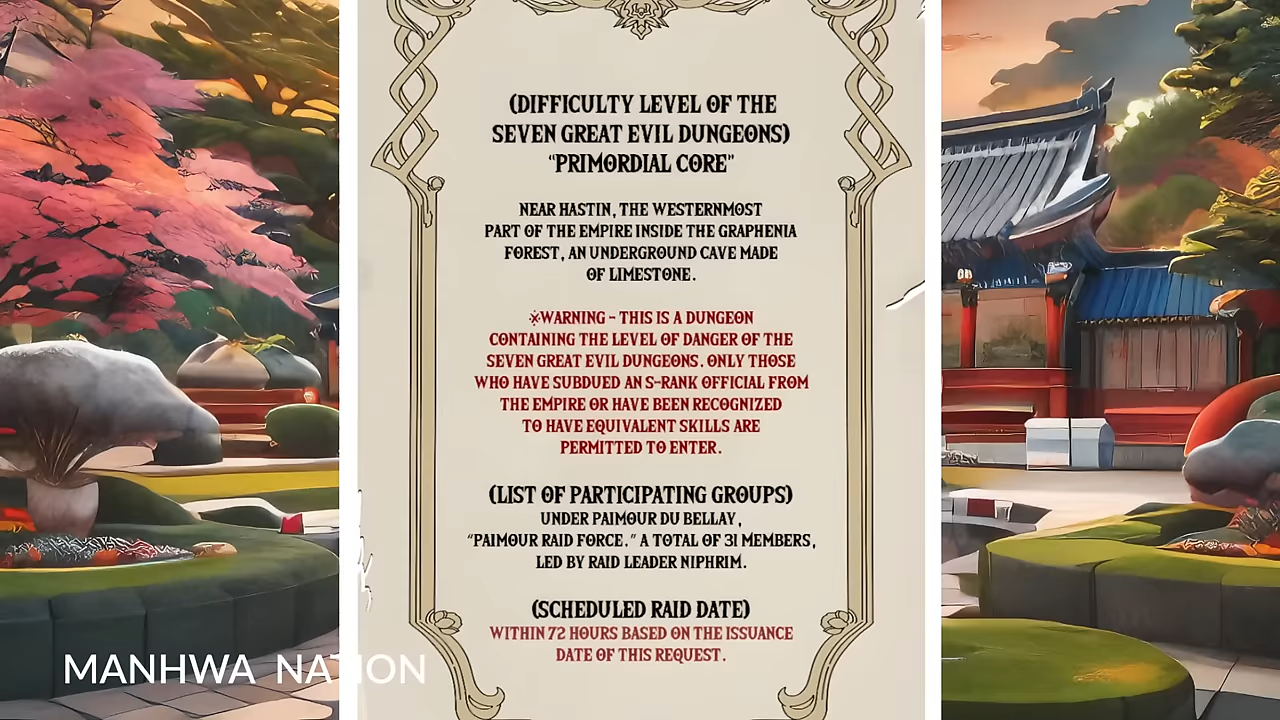 (DIFFICULTY LEVEL OF THE
SEVEN GREAT EVIL DUNGEONS)
"PRIMORDIAL CORE"
NEAR HASTIN, THE WESTERNMOST
PART OF THE EMPIRE INSIDE THE GRAPHENIA
FOREST, AN UNDERGROUND CAVE MADE
OF LIMESTONE.
※WARNING - THIS IS A DUNGEON
CONTAINING THE LEVEL OF DANGER OF THE
SEVEN GREAT EVIL DUNGEONS. ONLY THOSE
WHO HAVE SUBDUED AN S-RANK OFFICIAL FROM
THE EMPIRE OR HAVE BEEN RECOGNIZED
TO HAVE EQUIVALENT SKILLS ARE
PERMITTED TO ENTER.
(LIST OF PARTICIPATING GROUPS)
UNDER PAIMOUR DU BELLAY,
"PAIMOUR RAID FORCE." A TOTAL OF 31 MEMBERS,
LED BY RAID LEADER NIPHRIM.
(SCHEDULED RAID DATE)
WITHIN 72 HOURS BASED ON THE ISSUANCE
DATE OF THIS REQUEST.
MANHWA NATION